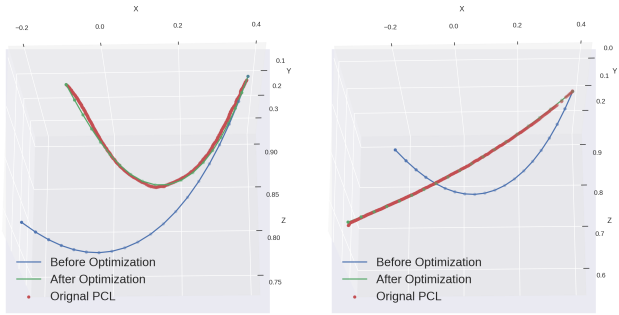 X
−0.2
0.0
0.2
0.4
0.1
Y
0.2
0.3
0.90
0.85
Z
0.80
0.75
Before Optimization
After Optimization
Orignal PCL
X
−0.2
0.0
0.2
0.4
0.0
Y
0.1
0.2
0.9
0.8
Z
0.7
0.6
Before Optimization
After Optimization
Orignal PCL